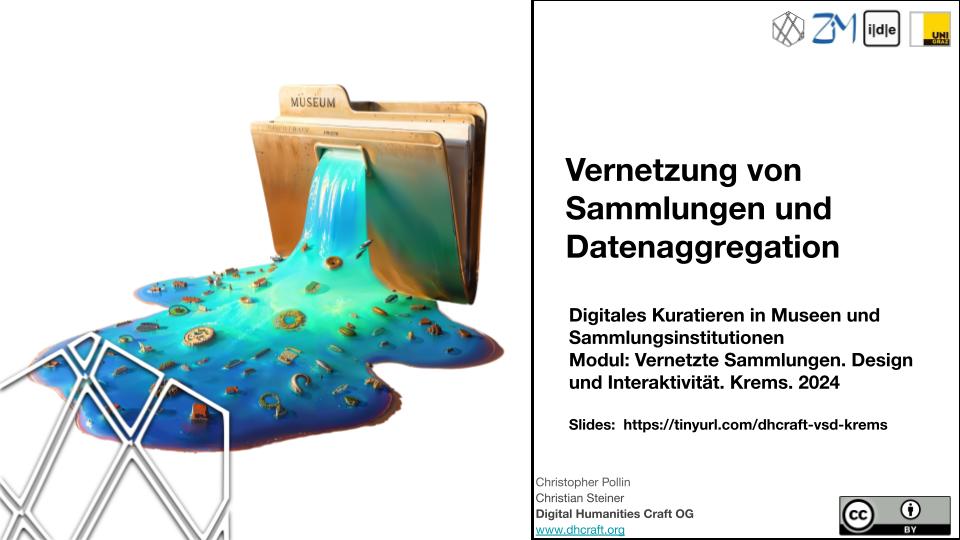 ZIM
i|d|e
UNI
GRAZ
MUSEUM
Vernetzung von
Sammlungen und
Datenaggregation
Digitales Kuratieren in Museen und
Sammlungsinstitutionen
Modul: Vernetzte Sammlungen. Design
und Interaktivität. Krems. 2024
Slides: https://tinyurl.com/dhcraft-vsd-krems
Christopher Pollin
Christian Steiner
Digital Humanities Craft OG
www.dhcraft.org
CC
BY